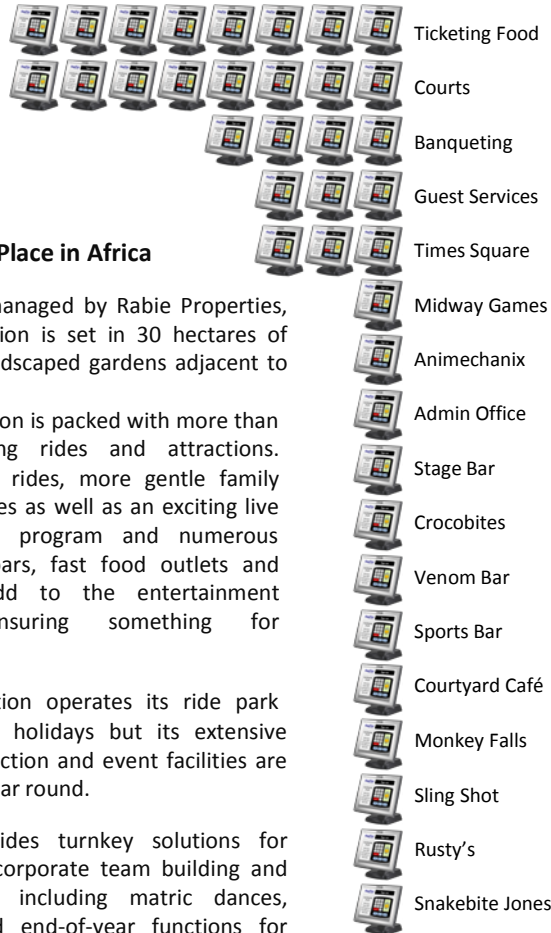 Ticketing Food
Courts
Banqueting
Guest Services
Times Square
Midway Games
Animechanix
Admin Office
Stage Bar
Crocobites
Venom Bar
Sports Bar
Courtyard Café
Monkey Falls
Sling Shot
Rusty’s
Snakebite Jones
Place in Africa
managed by Rabie Properties,
ion is set in 30 hectares of
dscaped gardens adjacent to
on is packed with more than
ng rides and attractions.
rides, more gentle family
es as well as an exciting live
program and numerous
bars, fast food outlets and
dd to the entertainment
nsuring something for
tion operates its ride park
holidays but its extensive
ction and event facilities are
ar round.
ides turnkey solutions for
corporate team building and
including matric dances,
d end-of-year functions for